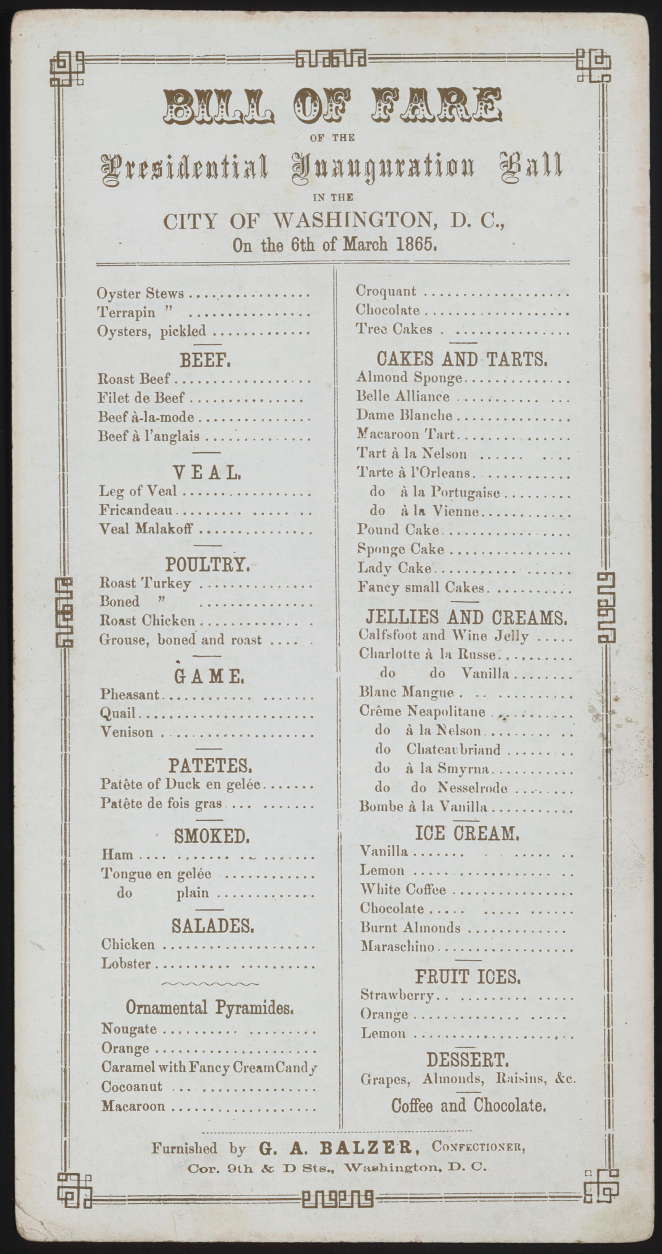 BILL OF FARE
OF THE
Presidential Inauguration Ball
IN THE
CITY OF WASHINGTON, D. C.,
On the 6th of March 1865.
Oyster Stews
Terrapin "
Oysters, pickled
BEEF.
Roast Beef
Filet de Beef
Beef à-la-mode
Beef à l'anglais
VEAL.
Leg of Veal
Fricandeau
Veal Malakoff
POULTRY.
Roast Turkey
Boned "
Roast Chicken
Grouse, boned and roast
GAME.
Pheasant
Quail
Venison
PATETES.
Patête of Duck en gelée
Patête de fois gras
SMOKED.
Ham
Tongue en gelée
do plain
SALADES.
Chicken
Lobster
Ornamental Pyramides.
Nougate
Orange
Caramel with Fancy Cream Candy
Cocoanut
Macaroon
Croquant
Chocolate
Tree Cakes
CAKES AND TARTS.
Almond Sponge
Belle Alliance
Dame Blanche
Macaroon Tart
Tart à la Nelson
Tarte à l'Orleans
do à la Portugaise
do à la Vienne
Pound Cake
Sponge Cake
Lady Cake
Fancy small Cakes
JELLIES AND CREAMS.
Calfsfoot and Wine Jelly
Charlotte à la Russe
do do Vanilla
Blanc Mangue
Crême Neapolitane
do à la Nelson
do Chateaubriand
do à la Smyrna
do do Nesselrode
Bombe à la Vanilla
ICE CREAM.
Vanilla
Lemon
White Coffee
Chocolate
Burnt Almonds
Maraschino
FRUIT ICES.
Strawberry
Orange
Lemon
DESSERT.
Grapes, Almonds, Raisins, &c.
Coffee and Chocolate.
Furnished by G. A. BALZER, CONFECTIONER,
Cor. 9th & D Sts., Washington, D. C.